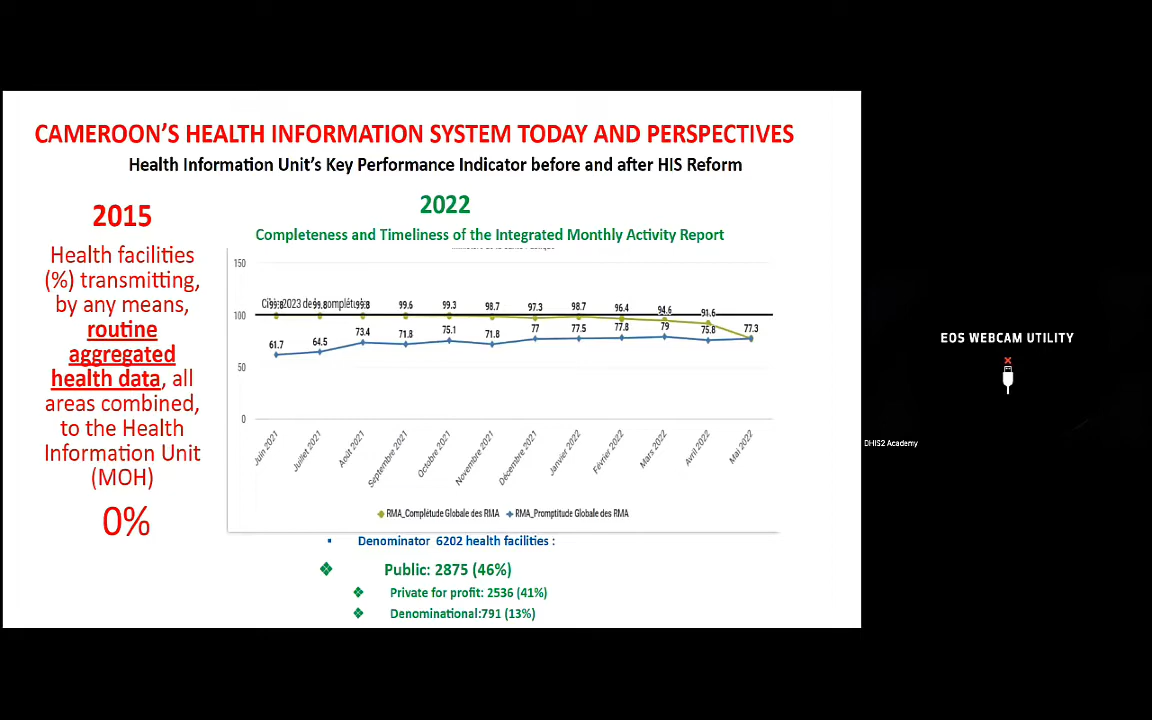 CAMEROON'S HEALTH INFORMATION SYSTEM TODAY AND PERSPECTIVES
Health Information Unit's Key Performance Indicator before and after HIS Reform
2015
Health facilities
(%) transmitting,
by any means,
routine
aggregated
health data, all
areas combined,
to the Health
Information Unit
(MOH)
0%
2022
Completeness and Timeliness of the Integrated Monthly Activity Report
150
100
50
0
99.8 99.8 99.8 99.6 99.3 98.7 97.3 98.7 96.4 94.6 91.6 77.3
61.7 64.5 73.4 71.8 75.1 71.8 77 77.5 77.8 79 75.8
Juin 2021
Juillet 2021
Août 2021
Septembre 2021
Octobre 2021
Novembre 2021
Décembre 2021
Janvier 2022
Février 2022
Mars 2022
Avril 2022
Mai 2022
RMA_Complétude Globale des RMA RMA_Promptitude Globale des RMA
Denominator 6202 health facilities :
Public: 2875 (46%)
Private for profit: 2536 (41%)
Denominational:791 (13%)
EOS WEBCAM UTILITY
DHIS2 Academy